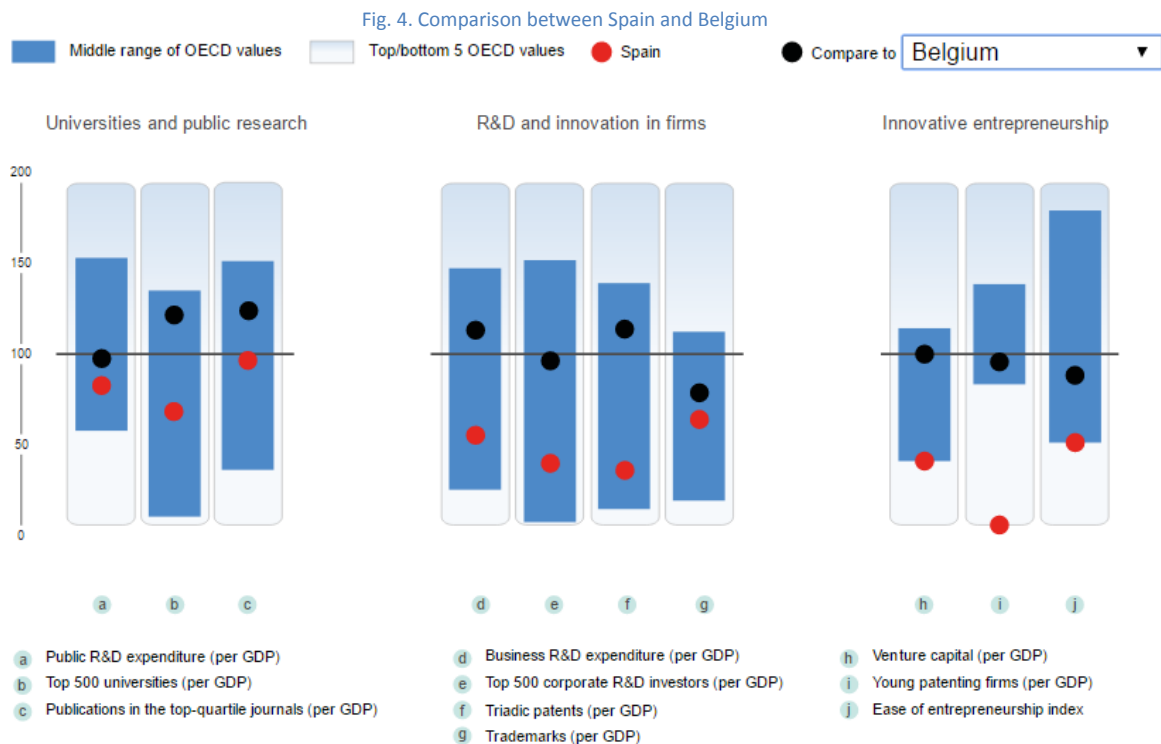 Fig. 4. Comparison between Spain and Belgium
Middle range of OECD values
Top/bottom 5 OECD values
Spain
Compare to
Belgium
Universities and public research
R&D and innovation in firms
Innovative entrepreneurship
200
150
100
50
0
a
b
c
d
e
f
g
h
i
j
a Public R&D expenditure (per GDP)
b Top 500 universities (per GDP)
c Publications in the top-quartile journals (per GDP)
d Business R&D expenditure (per GDP)
e Top 500 corporate R&D investors (per GDP)
f Triadic patents (per GDP)
g Trademarks (per GDP)
h Venture capital (per GDP)
i Young patenting firms (per GDP)
j Ease of entrepreneurship index